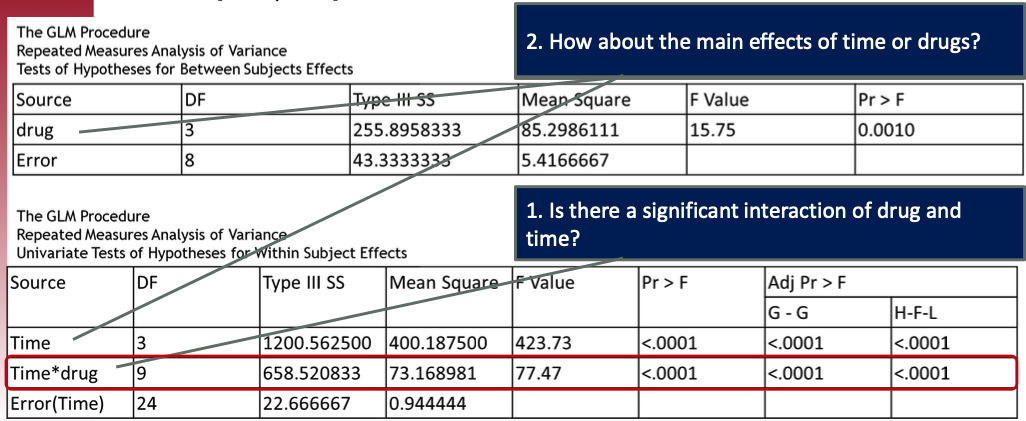 2. How about the main effects of time or drugs?
The GLM Procedure
Repeated Measures Analysis of Variance
Tests of Hypotheses for Between Subjects Effects
Source DF Type III SS Mean Square F Value Pr > F
drug 3 255.8958333 85.2986111 15.75 0.0010
Error 8 43.3333333 5.4166667
1. Is there a significant interaction of drug and
time?
The GLM Procedure
Repeated Measures Analysis of Variance
Univariate Tests of Hypotheses for Within Subject Effects
Source DF Type III SS Mean Square F Value Pr > F Adj Pr > F
G - G H-F-L
Time 3 1200.562500 400.187500 423.73 <.0001 <.0001 <.0001
Time*drug 9 658.520833 73.168981 77.47 <.0001 <.0001 <.0001
Error(Time) 24 22.666667 0.944444